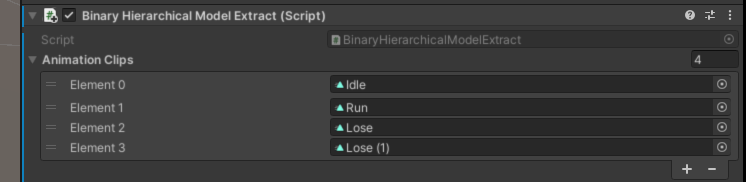 Binary Hierarchical Model Extract (Script)
Script BinaryHierarchicalModelExtract
Animation Clips 4
Element 0 Idle
Element 1 Run
Element 2 Lose
Element 3 Lose (1)
+ −